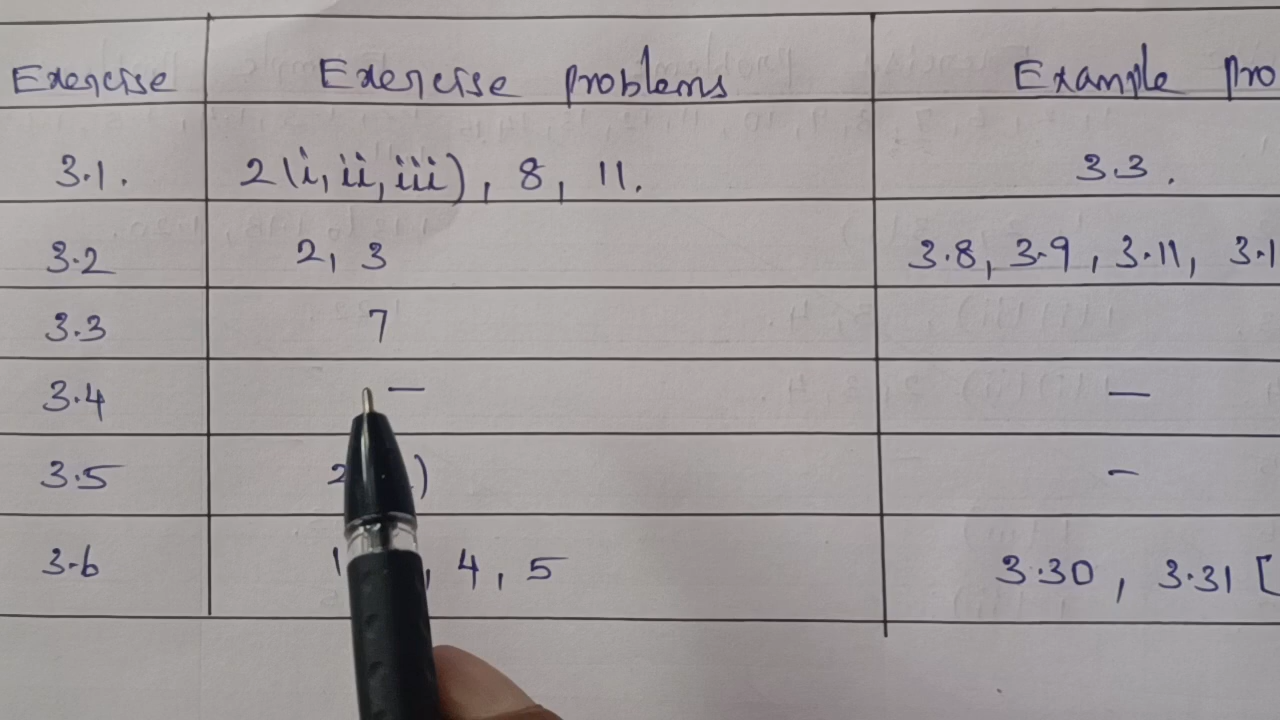 Exercise Exercise problems Example pro
3.1. 2(i, ii, iii), 8, 11. 3.3.
3.2 2, 3 3.8, 3.9, 3.11, 3.1
3.3 7
3.4 — —
3.5 2 ) -
3.6 1 , 4, 5 3.30, 3.31 [